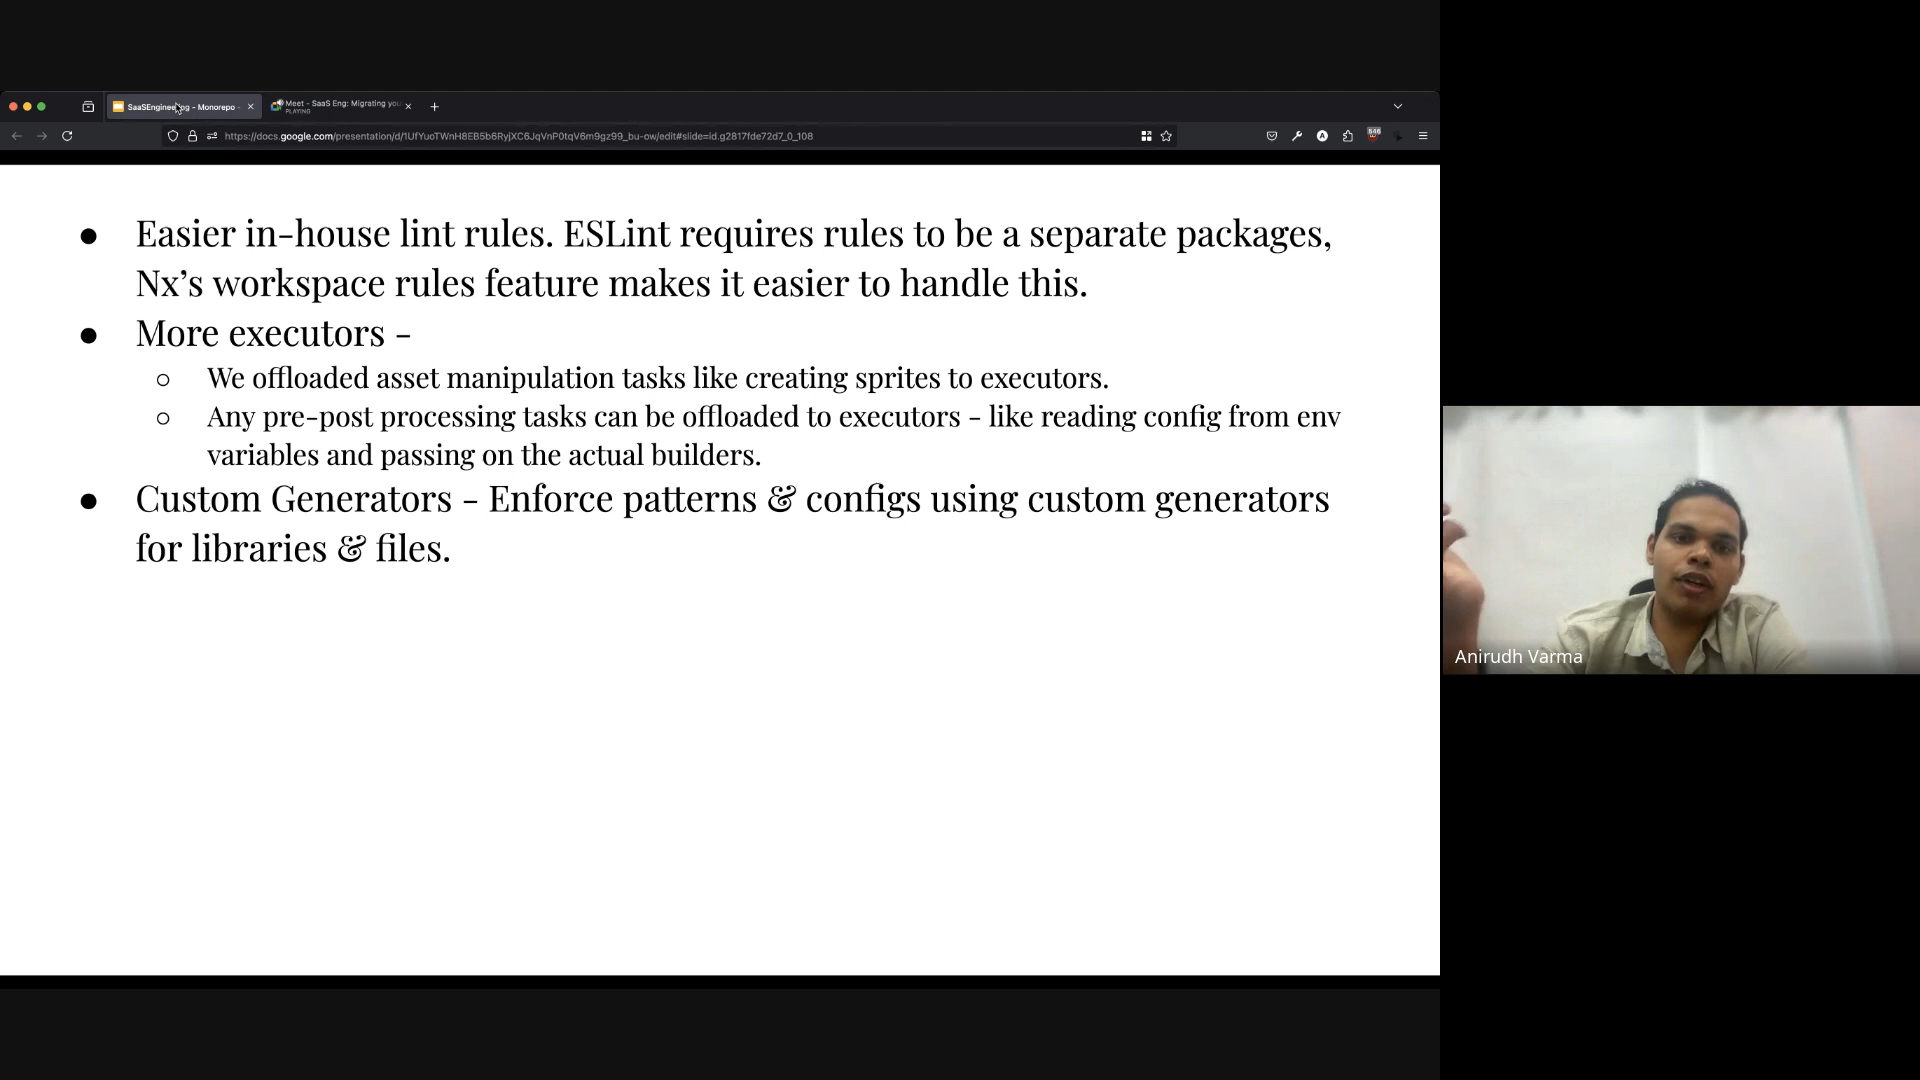 SaaSEngineering - Monorepo -
Meet - SaaS Eng: Migrating you
PLAYING
https://docs.google.com/presentation/d/1UfYuoTWnH8EB5b6RyjXC6JqVnP0tqV6m9gz99_bu-ow/edit#slide=id.g2817fde72d7_0_108
646
● Easier in-house lint rules. ESLint requires rules to be a separate packages,
Nx’s workspace rules feature makes it easier to handle this.
● More executors -
○ We offloaded asset manipulation tasks like creating sprites to executors.
○ Any pre-post processing tasks can be offloaded to executors - like reading config from env
variables and passing on the actual builders.
● Custom Generators - Enforce patterns & configs using custom generators
for libraries & files.
Anirudh Varma